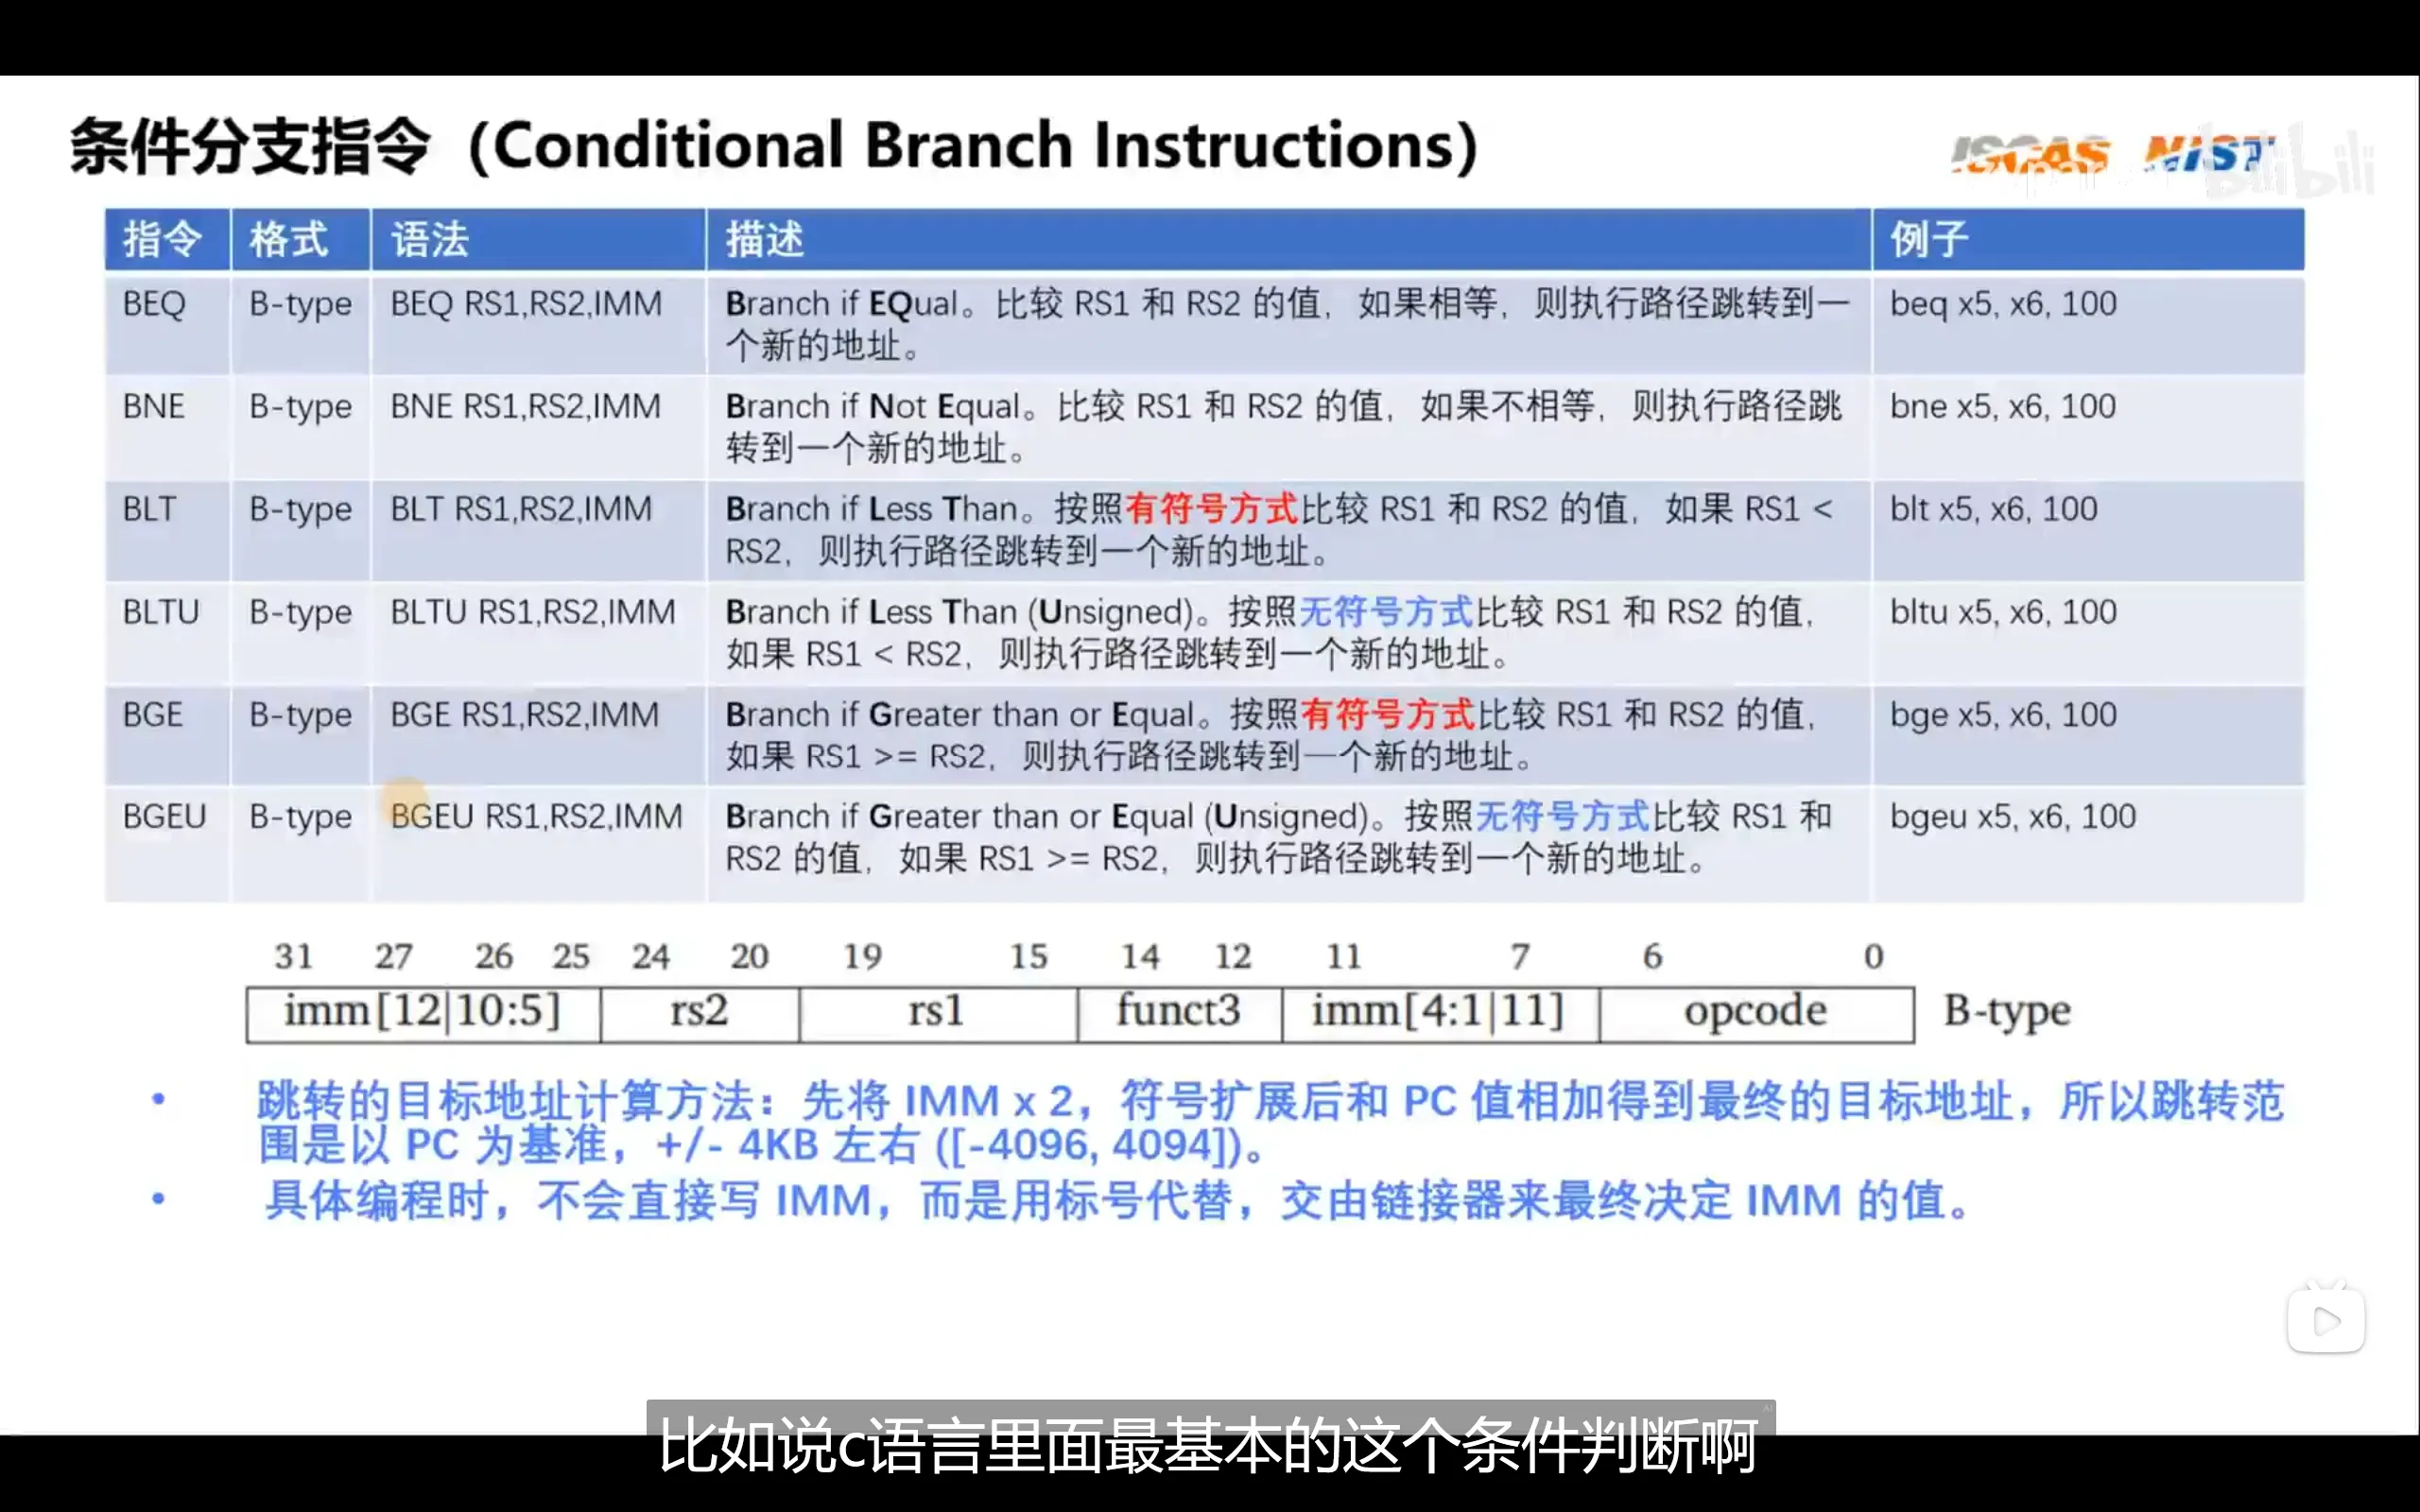 条件分支指令（Conditional Branch Instructions）
ISCAS
bilibili
指令 格式 语法 描述 例子
BEQ B-type BEQ RS1,RS2,IMM Branch if EQual。比较 RS1 和 RS2 的值，如果相等，则执行路径跳转到一 beq x5, x6, 100
个新的地址。
BNE B-type BNE RS1,RS2,IMM Branch if Not Equal。比较 RS1 和 RS2 的值，如果不相等，则执行路径跳 bne x5, x6, 100
转到一个新的地址。
BLT B-type BLT RS1,RS2,IMM Branch if Less Than。按照有符号方式比较 RS1 和 RS2 的值，如果 RS1 < blt x5, x6, 100
RS2，则执行路径跳转到一个新的地址。
BLTU B-type BLTU RS1,RS2,IMM Branch if Less Than (Unsigned)。按照无符号方式比较 RS1 和 RS2 的值， bltu x5, x6, 100
如果 RS1 < RS2，则执行路径跳转到一个新的地址。
BGE B-type BGE RS1,RS2,IMM Branch if Greater than or Equal。按照有符号方式比较 RS1 和 RS2 的值， bge x5, x6, 100
如果 RS1 >= RS2，则执行路径跳转到一个新的地址。
BGEU B-type BGEU RS1,RS2,IMM Branch if Greater than or Equal (Unsigned)。按照无符号方式比较 RS1 和 bgeu x5, x6, 100
RS2 的值，如果 RS1 >= RS2，则执行路径跳转到一个新的地址。
31 27 26 25 24 20 19 15 14 12 11 7 6 0
imm[12|10:5] rs2 rs1 funct3 imm[4:1|11] opcode B-type
• 跳转的目标地址计算方法：先将 IMM x 2，符号扩展后和 PC 值相加得到最终的目标地址，所以跳转范
围是以 PC 为基准，+/- 4KB 左右 ([-4096, 4094])。
• 具体编程时，不会直接写 IMM，而是用标号代替，交由链接器来最终决定 IMM 的值。
AI
比如说c语言里面最基本的这个条件判断啊